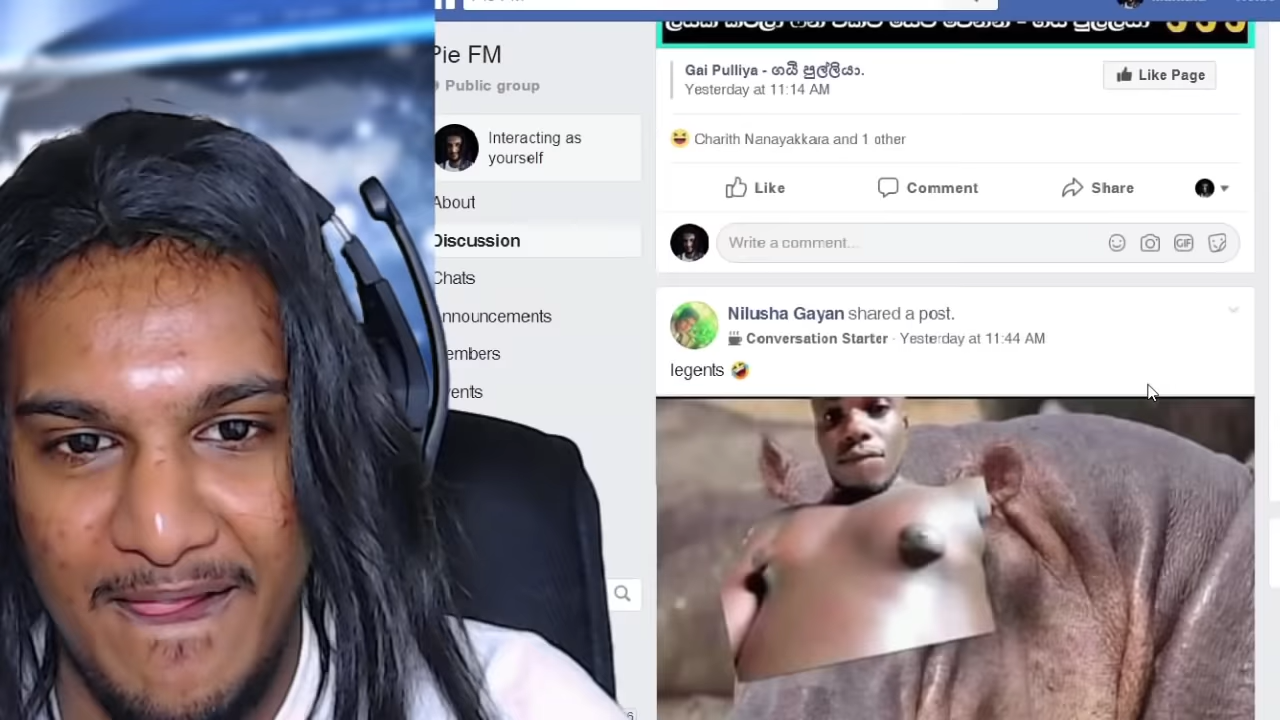 Pie FM
Public group
Interacting as
yourself
About
Discussion
Chats
nnouncements
embers
ents
Gai Pulliya - ගයි පුල්ලියා.
Yesterday at 11:14 AM
Like Page
Charith Nanayakkara and 1 other
Like
Comment
Share
Write a comment...
GIF
Nilusha Gayan shared a post.
Conversation Starter · Yesterday at 11:44 AM
legents 🤣